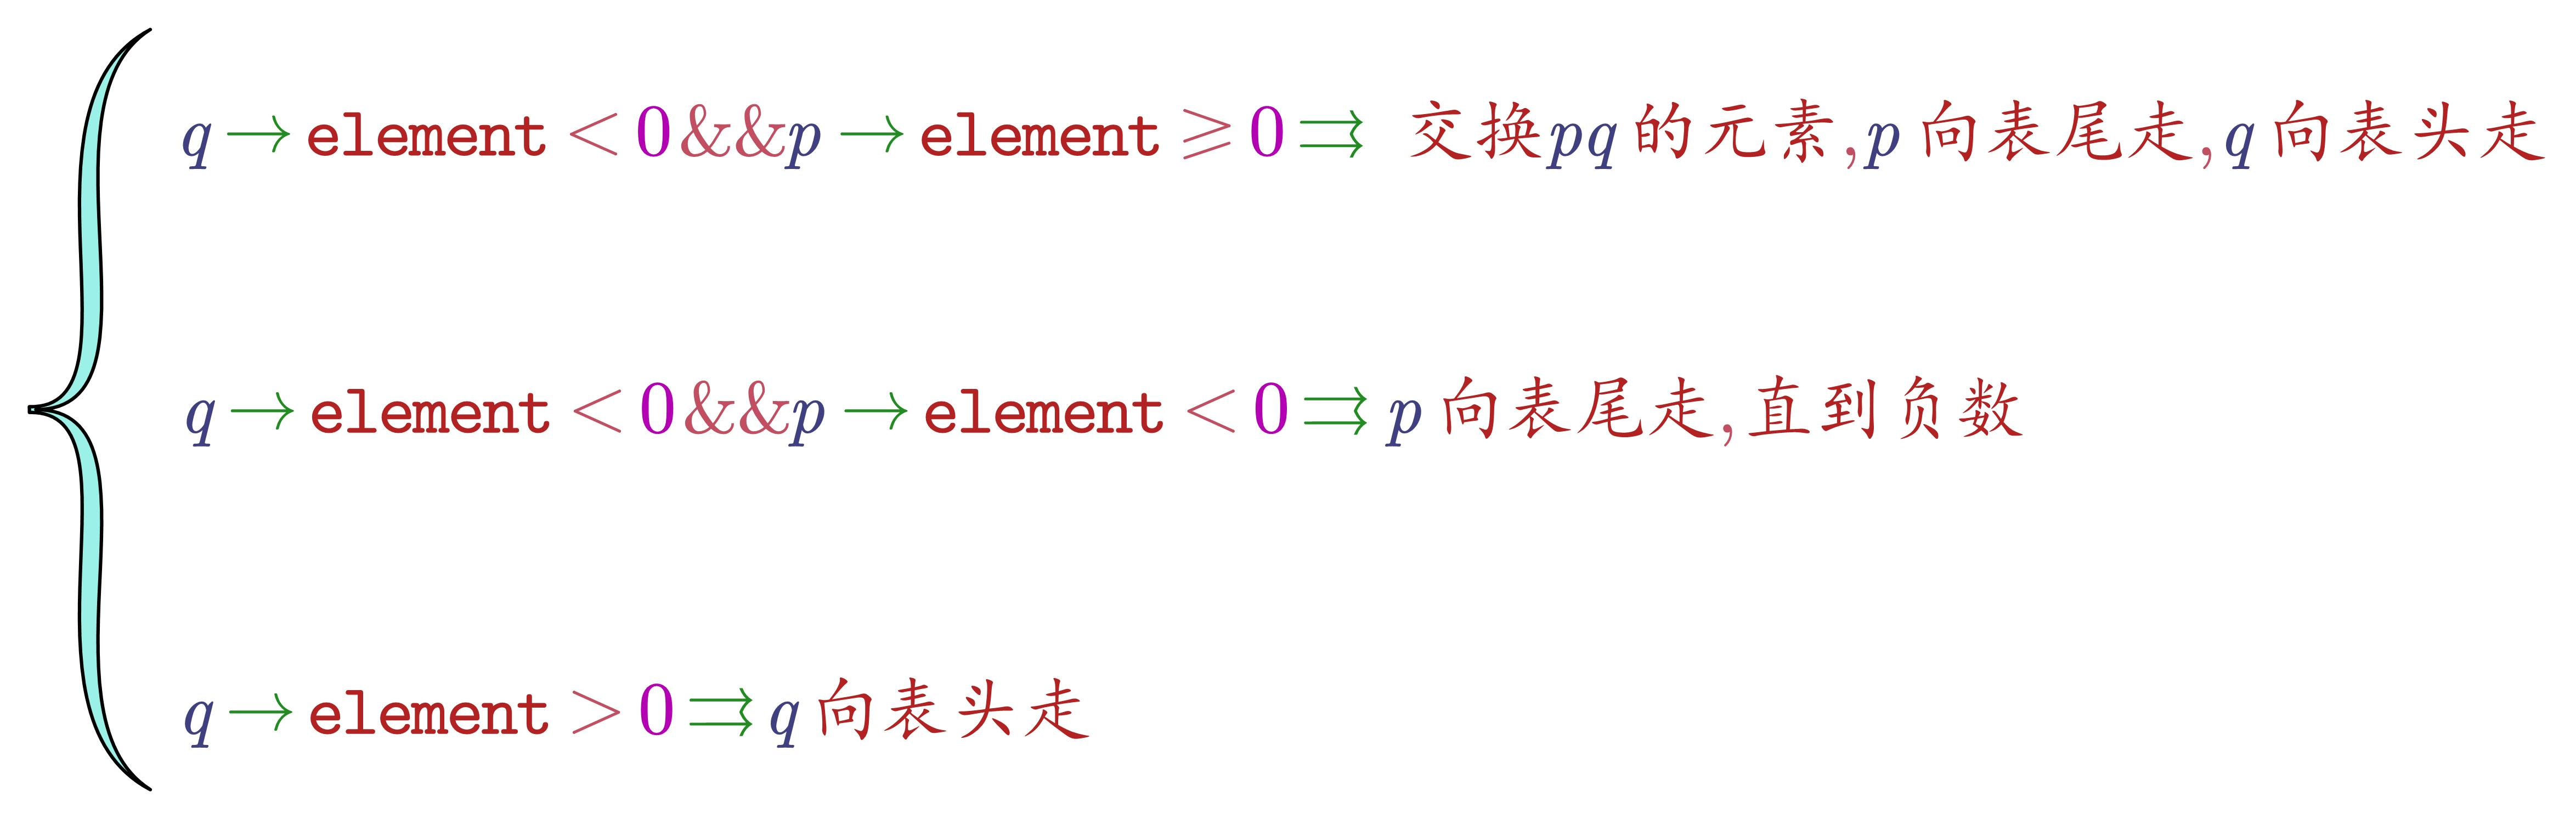 q → element < 0 && p → element ⩾ 0 ⇉ 交换pq的元素,p向表尾走,q向表头走
q → element < 0 && p → element < 0 ⇉ p向表尾走,直到负数
q → element > 0 ⇉ q向表头走